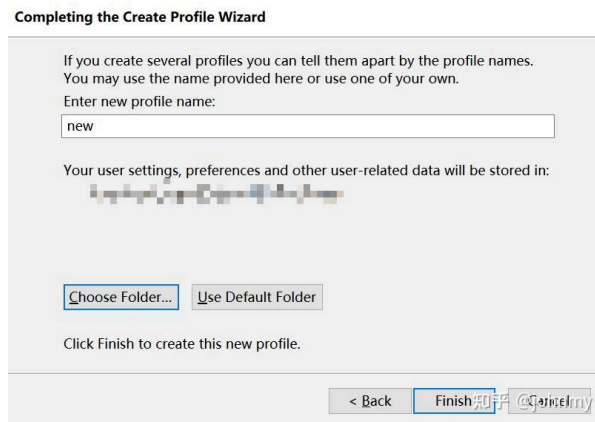 Completing the Create Profile Wizard
If you create several profiles you can tell them apart by the profile names.
You may use the name provided here or use one of your own.
Enter new profile name:
new
Your user settings, preferences and other user-related data will be stored in:
Choose Folder...
Use Default Folder
Click Finish to create this new profile.
< Back
Finish
Cancel
知乎